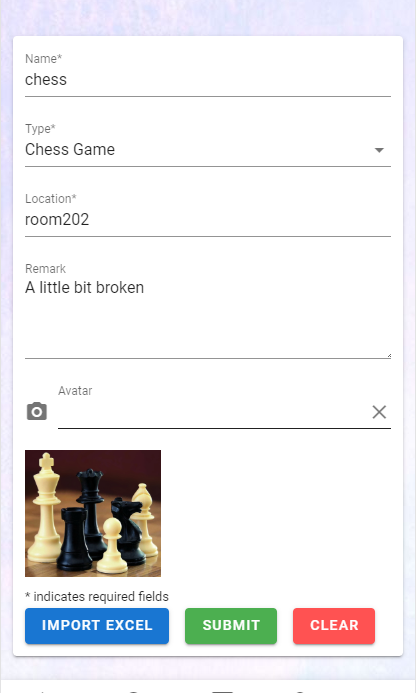 Name*
chess
Type*
Chess Game
Location*
room202
Remark
A little bit broken
Avatar
* indicates required fields
IMPORT EXCEL SUBMIT CLEAR